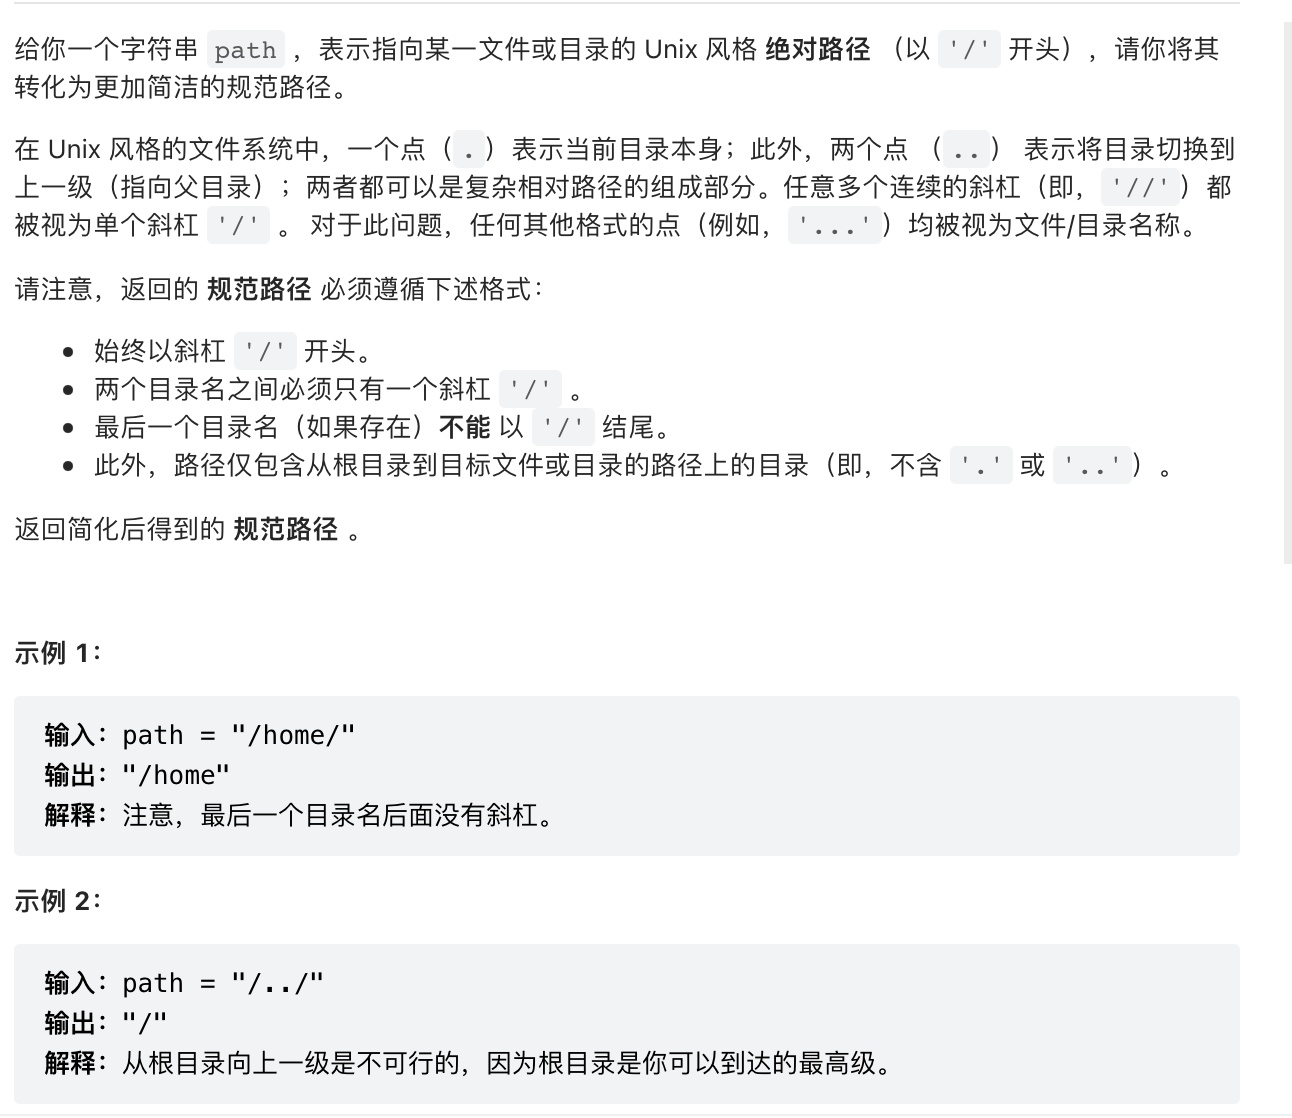 给你一个字符串 path ，表示指向某一文件或目录的 Unix 风格 绝对路径 （以 '/' 开头），请你将其
转化为更加简洁的规范路径。
在 Unix 风格的文件系统中，一个点（.）表示当前目录本身；此外，两个点 （..） 表示将目录切换到
上一级（指向父目录）；两者都可以是复杂相对路径的组成部分。任意多个连续的斜杠（即，'//'）都
被视为单个斜杠 '/' 。 对于此问题，任何其他格式的点（例如，'...'）均被视为文件/目录名称。
请注意，返回的 规范路径 必须遵循下述格式：
• 始终以斜杠 '/' 开头。
• 两个目录名之间必须只有一个斜杠 '/' 。
• 最后一个目录名（如果存在）不能 以 '/' 结尾。
• 此外，路径仅包含从根目录到目标文件或目录的路径上的目录（即，不含 '.' 或 '..'）。
返回简化后得到的 规范路径 。
示例 1：
输入：path = "/home/"
输出："/home"
解释：注意，最后一个目录名后面没有斜杠。
示例 2：
输入：path = "/../"
输出："/"
解释：从根目录向上一级是不可行的，因为根目录是你可以到达的最高级。